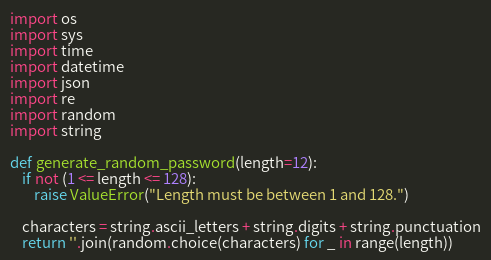 import os
import sys
import time
import datetime
import json
import re
import random
import string

def generate_random_password(length=12):
    if not (1 <= length <= 128):
        raise ValueError("Length must be between 1 and 128.")

    characters = string.ascii_letters + string.digits + string.punctuation
    return ''.join(random.choice(characters) for _ in range(length))